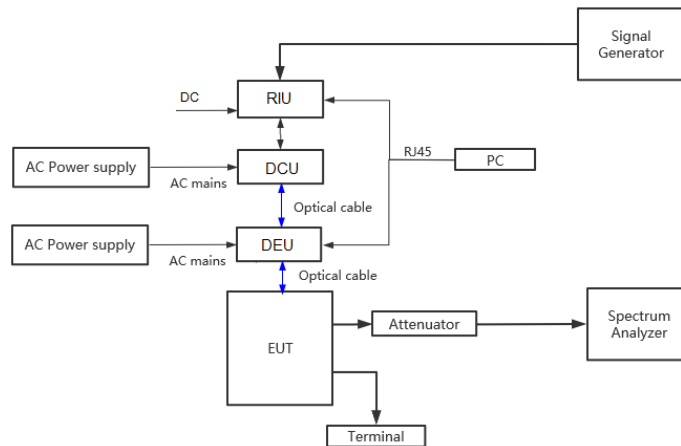 Signal
Generator
DC
RIU
RJ45
PC
AC Power supply
AC mains
DCU
Optical cable
AC Power supply
AC mains
DEU
Optical cable
EUT
Attenuator
Spectrum
Analyzer
Terminal